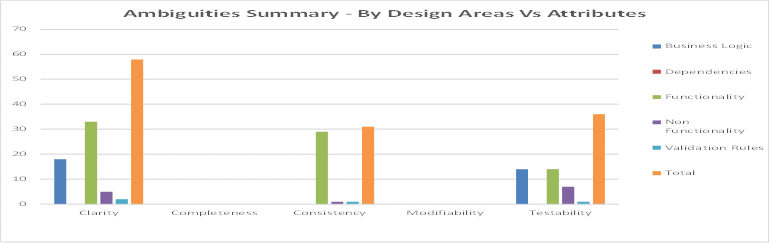 Ambiguities Summary - By Design Areas Vs Attributes
70
60
50
40
30
20
10
0
Clarity
Completeness
Consistency
Modifiability
Testability
Business Logic
Dependencies
Functionality
Non
Functionality
Validation Rules
Total